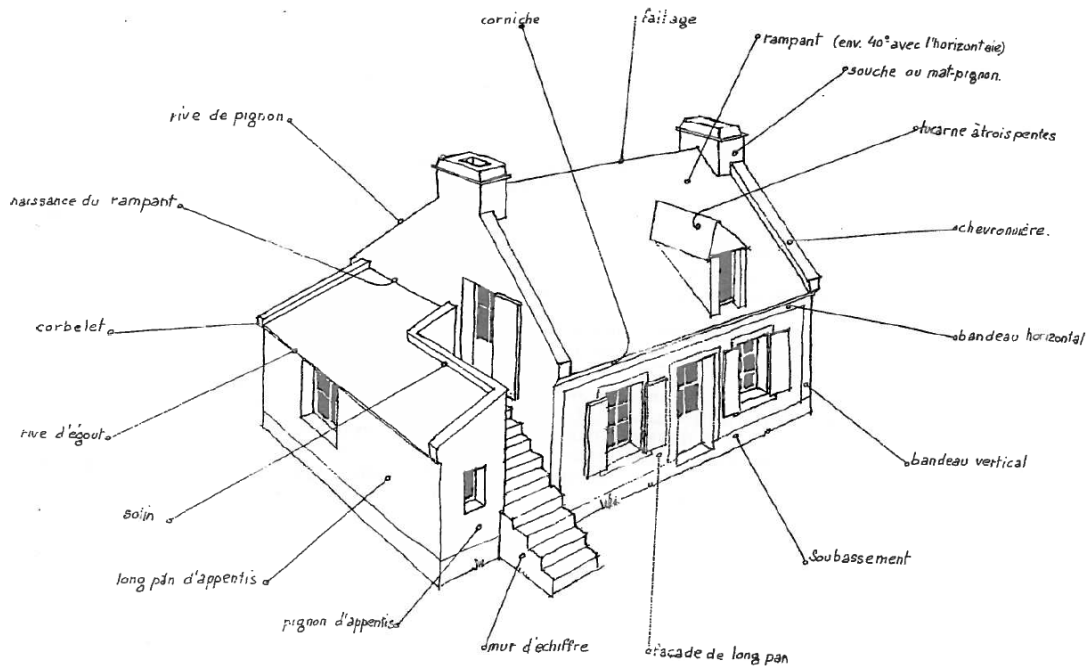 corniche
faîtage
rampant (env. 40° avec l'horizontale)
souche ou mat-pignon.
rive de pignon
lucarne à trois pentes
naissance du rampant
chevronnière.
corbelet
bandeau horizontal
rive d'égout
bandeau vertical
solin
Soubassement
long pan d'appentis
pignon d'appentis
mur d'échiffre
façade de long pan